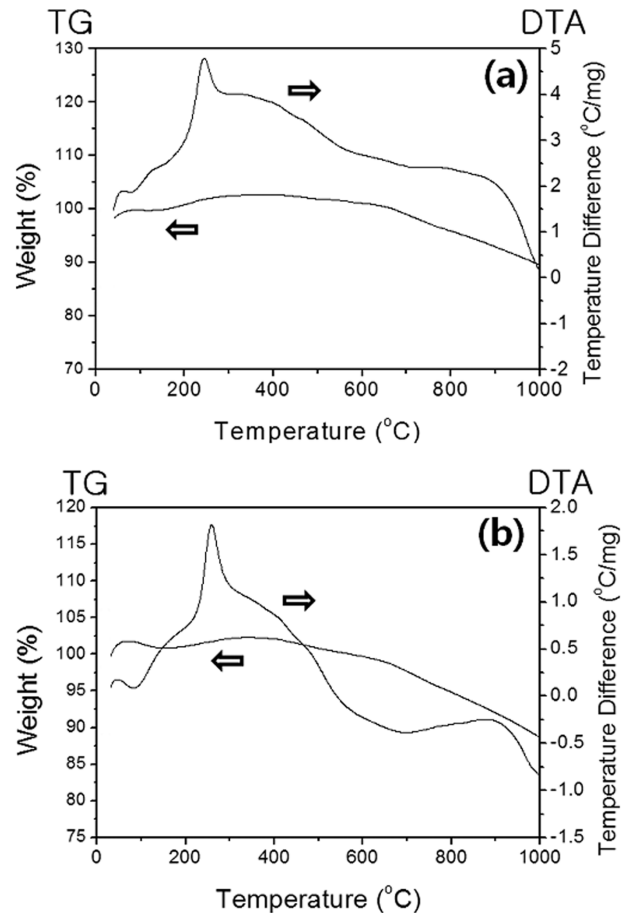 TG DTA
130 5
(a)
120 4
3
110
2
100
1
90 0
80 -1
70 -2
0 200 400 600 800 1000
Weight (%)
Temperature Difference (°C/mg)
Temperature (°C)
TG DTA
120 2.0
(b)
115 1.5
110
1.0
105
0.5
100
95 0.0
90 -0.5
85
-1.0
80
75 -1.5
0 200 400 600 800 1000
Weight (%)
Temperature Difference (°C/mg)
Temperature (°C)